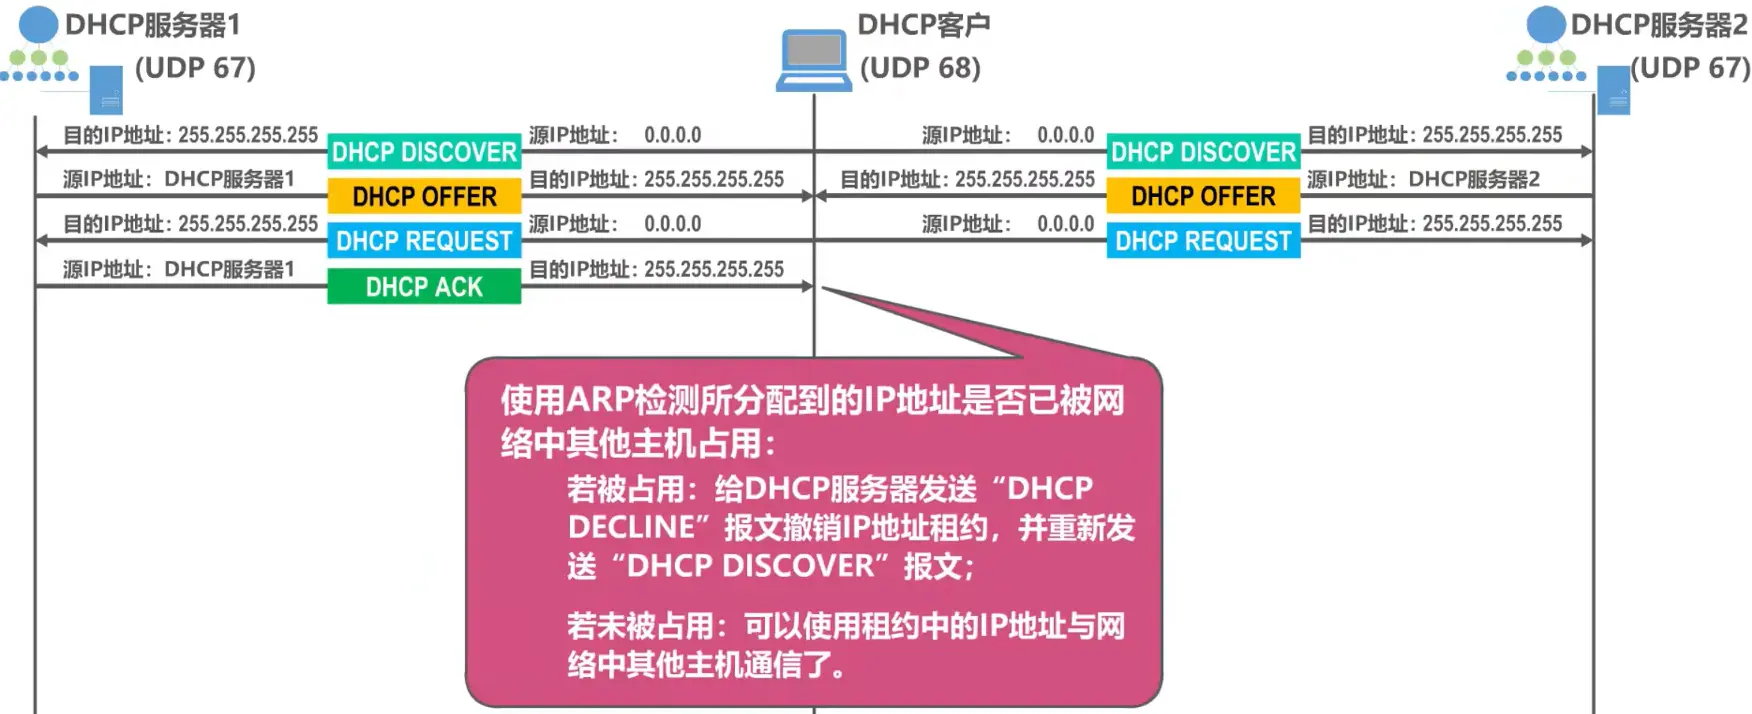 DHCP服务器1
(UDP 67)
DHCP客户
(UDP 68)
DHCP服务器2
(UDP 67)
目的IP地址：255.255.255.255 DHCP DISCOVER 源IP地址： 0.0.0.0 源IP地址： 0.0.0.0 DHCP DISCOVER 目的IP地址：255.255.255.255
源IP地址：DHCP服务器1 DHCP OFFER 目的IP地址：255.255.255.255 目的IP地址：255.255.255.255 DHCP OFFER 源IP地址：DHCP服务器2
目的IP地址：255.255.255.255 DHCP REQUEST 源IP地址： 0.0.0.0 源IP地址： 0.0.0.0 DHCP REQUEST 目的IP地址：255.255.255.255
源IP地址：DHCP服务器1 DHCP ACK 目的IP地址：255.255.255.255
使用ARP检测所分配到的IP地址是否已被网
络中其他主机占用：
若被占用：给DHCP服务器发送“DHCP
DECLINE”报文撤销IP地址租约，并重新发
送“DHCP DISCOVER”报文；
若未被占用：可以使用租约中的IP地址与网
络中其他主机通信了。